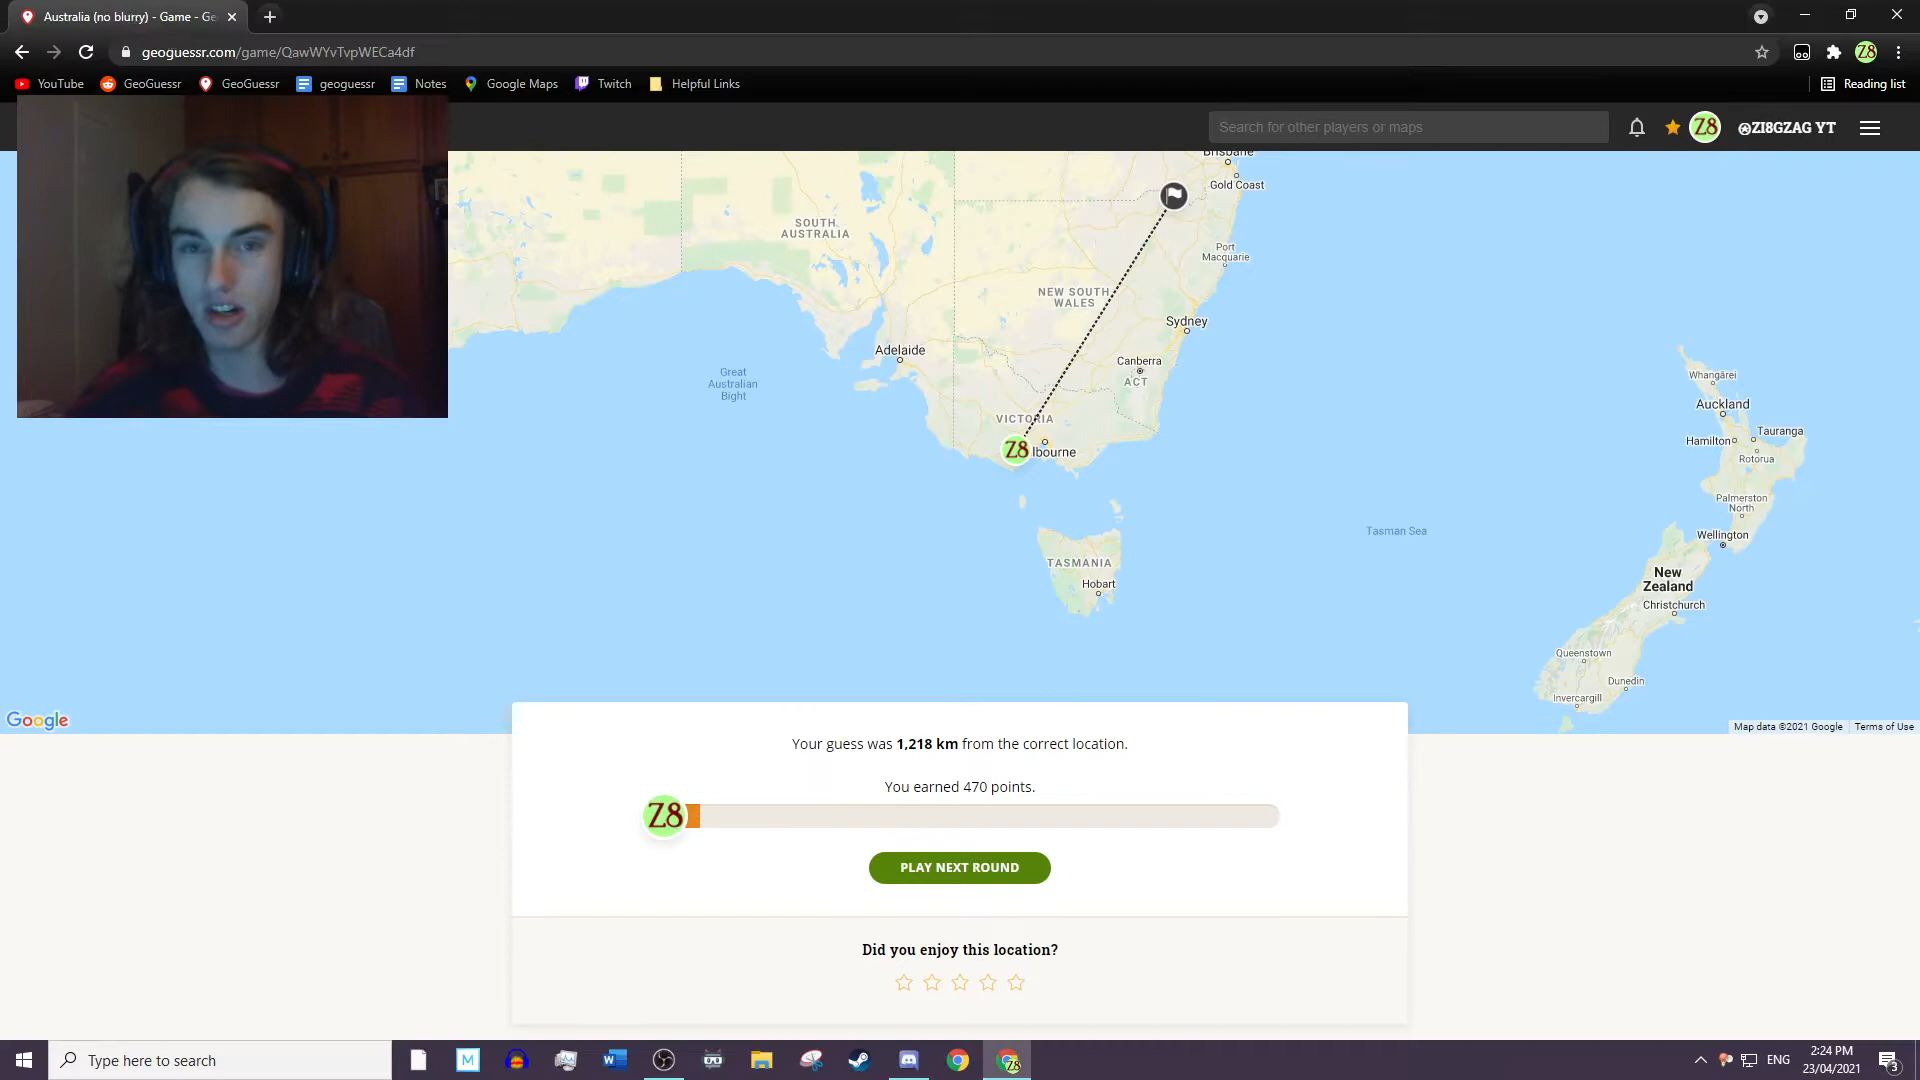 Australia (no blurry) - Game - Ge
geoguessr.com/game/QawWYvTvpWECa4df
YouTube GeoGuessr GeoGuessr geoguessr Notes Google Maps Twitch Helpful Links Reading list
Search for other players or maps
Z8 @ZI8GZAG YT
Brisbane
Gold Coast
SOUTH
AUSTRALIA
Port
Macquarie
NEW SOUTH
WALES
Sydney
Adelaide
Canberra
ACT
Great
Australian
Bight
VICTORIA
Z8 lbourne
Whangārei
Auckland
Tauranga
Hamilton
Rotorua
Palmerston
North
Wellington
Tasman Sea
TASMANIA
Hobart
New
Zealand
Christchurch
Queenstown
Dunedin
Invercargill
Google
Map data ©2021 Google Terms of Use
Your guess was 1,218 km from the correct location.
You earned 470 points.
Z8
PLAY NEXT ROUND
Did you enjoy this location?
Type here to search
ENG
2:24 PM
23/04/2021
3